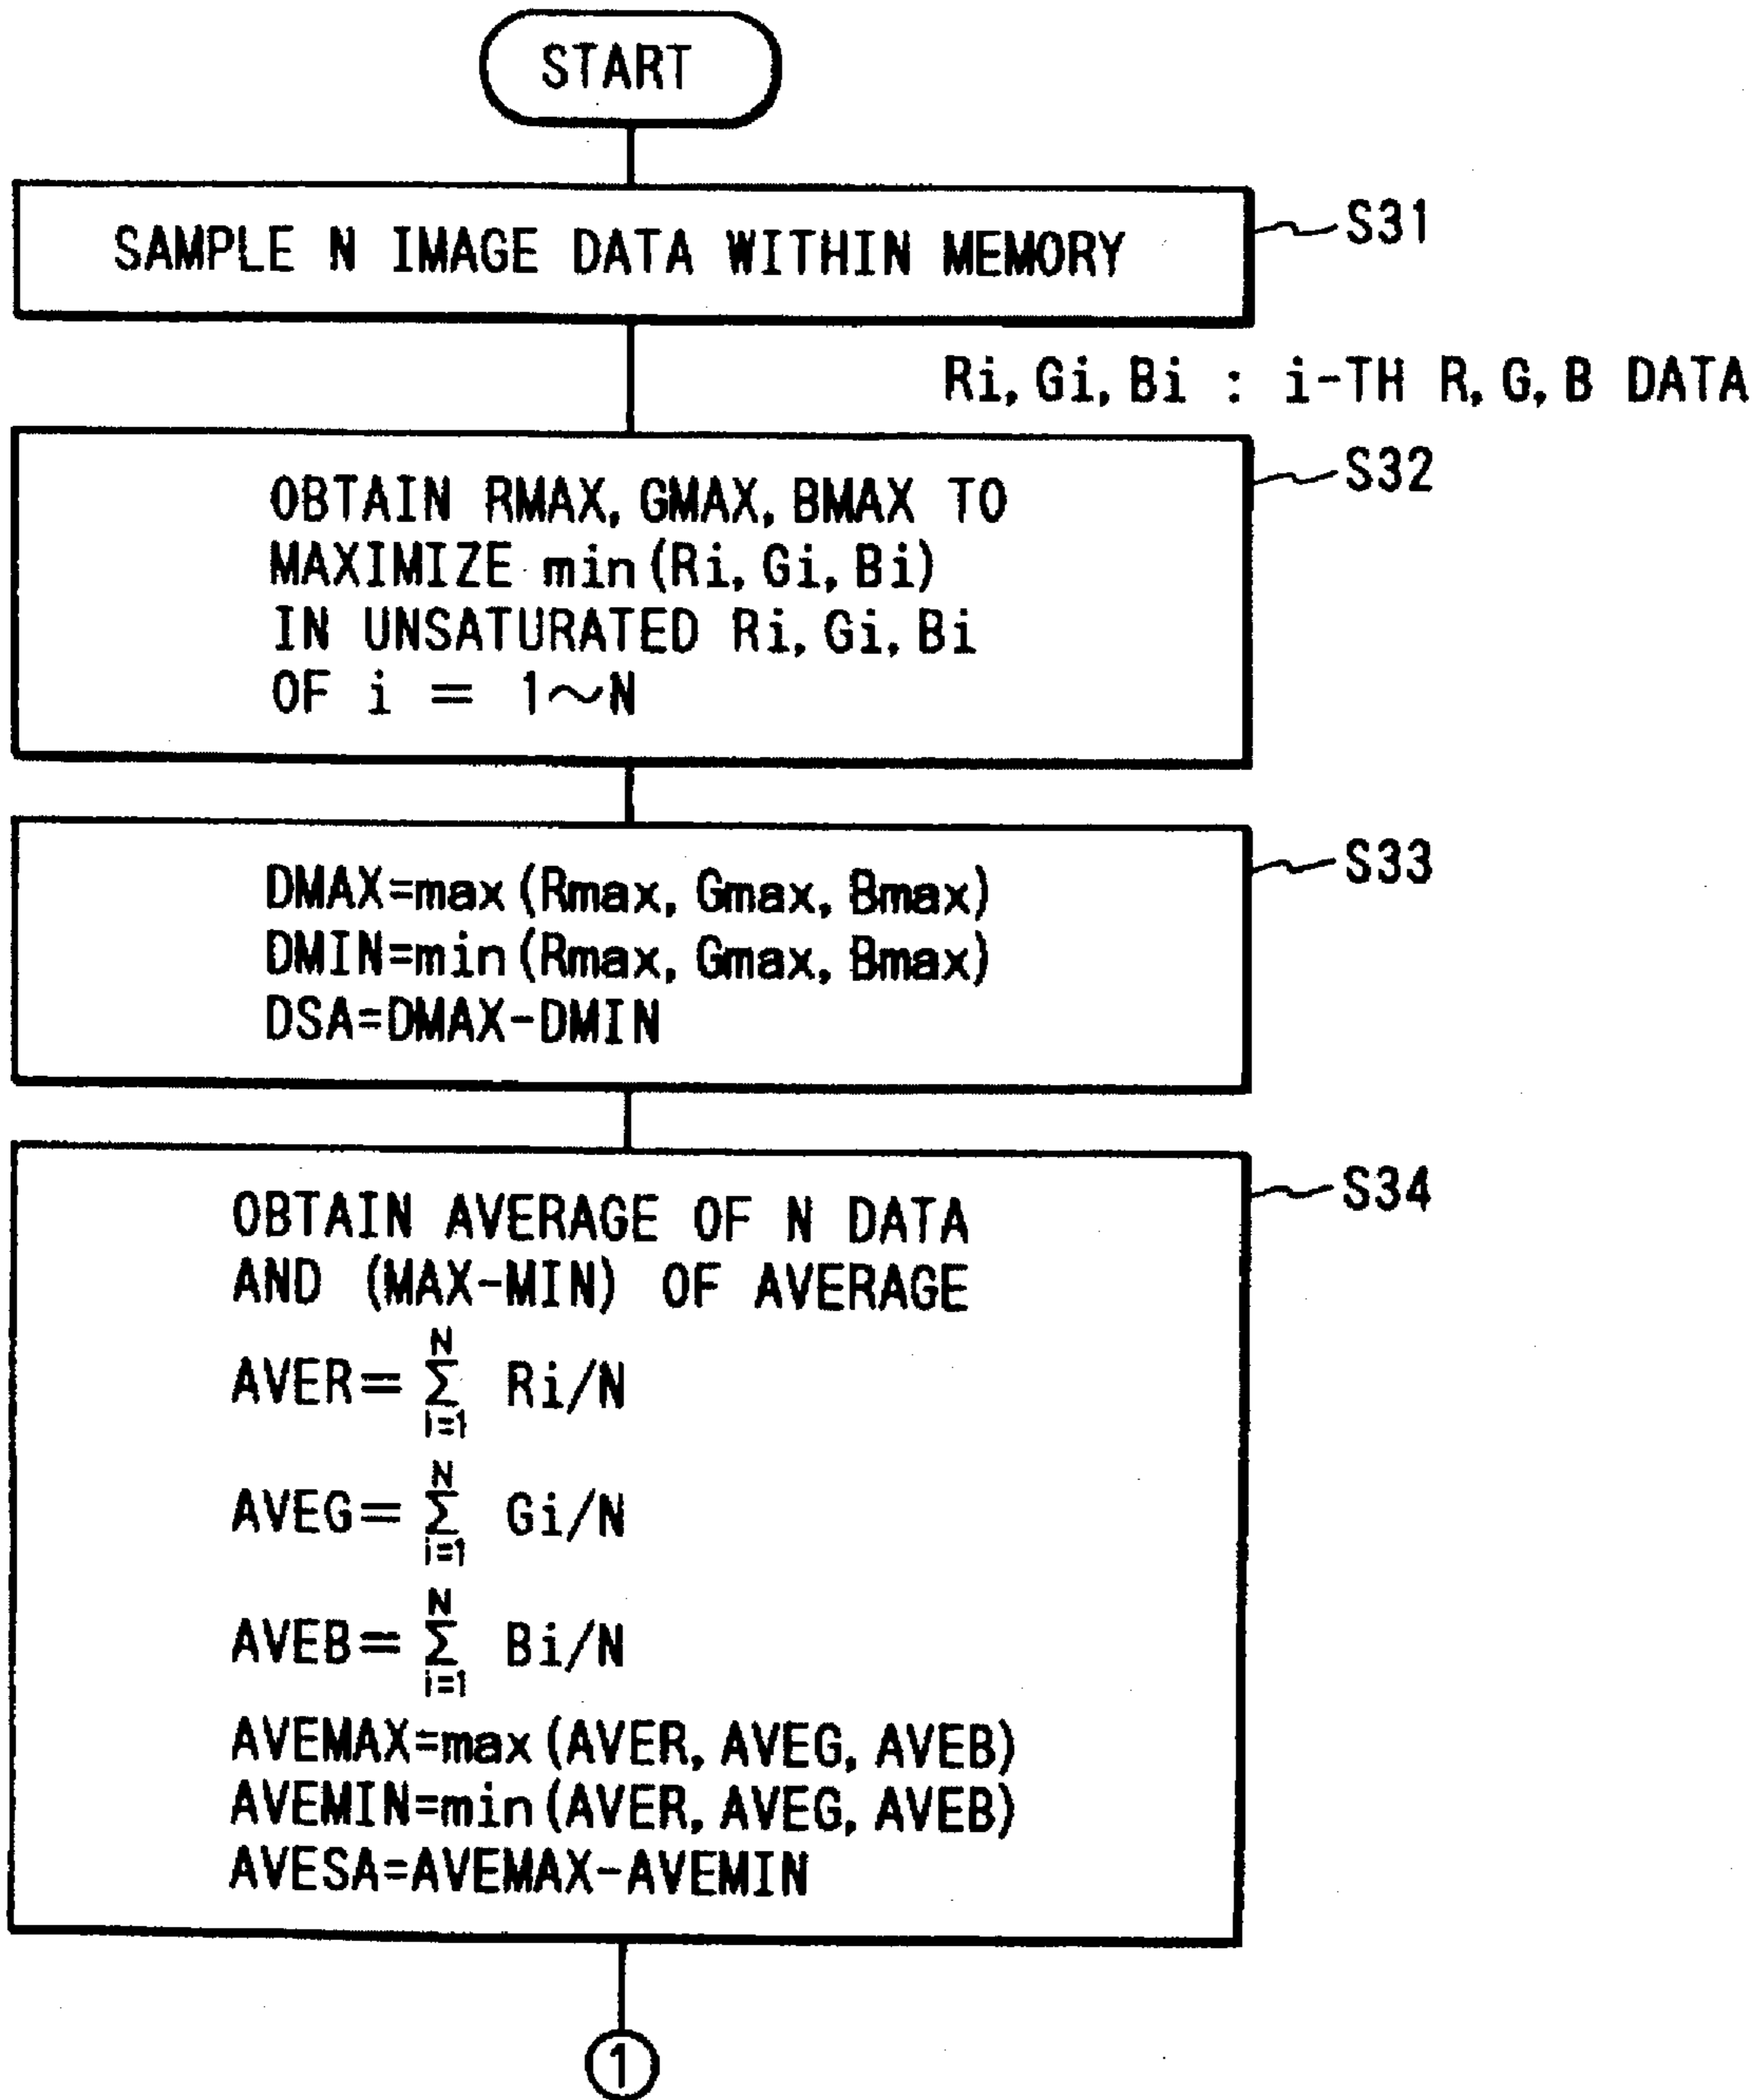 START
SAMPLE N IMAGE DATA WITHIN MEMORY
S31
Ri, Gi, Bi : i-TH R, G, B DATA
OBTAIN RMAX, GMAX, BMAX TO
MAXIMIZE min(Ri, Gi, Bi)
IN UNSATURATED Ri, Gi, Bi
OF i = 1~N
S32
DMAX=max(Rmax, Gmax, Bmax)
DMIN=min(Rmax, Gmax, Bmax)
DSA=DMAX-DMIN
S33
OBTAIN AVERAGE OF N DATA
AND (MAX-MIN) OF AVERAGE
S34
AVER=∑_{i=1}^{N} Ri/N
AVEG=∑_{i=1}^{N} Gi/N
AVEB=∑_{i=1}^{N} Bi/N
AVEMAX=max(AVER, AVEG, AVEB)
AVEMIN=min(AVER, AVEG, AVEB)
AVESA=AVEMAX-AVEMIN
1